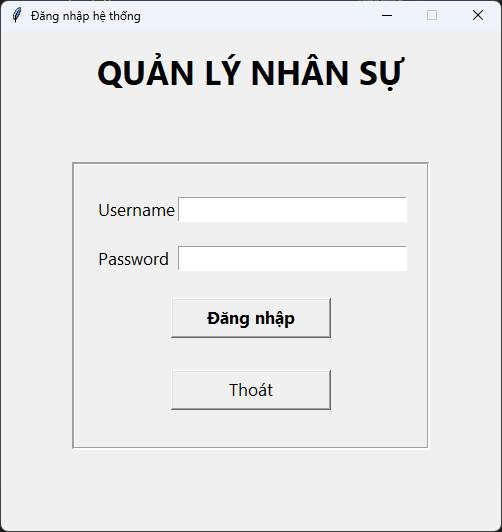 Đăng nhập hệ thống
QUẢN LÝ NHÂN SỰ
Username
Password
Đăng nhập
Thoát